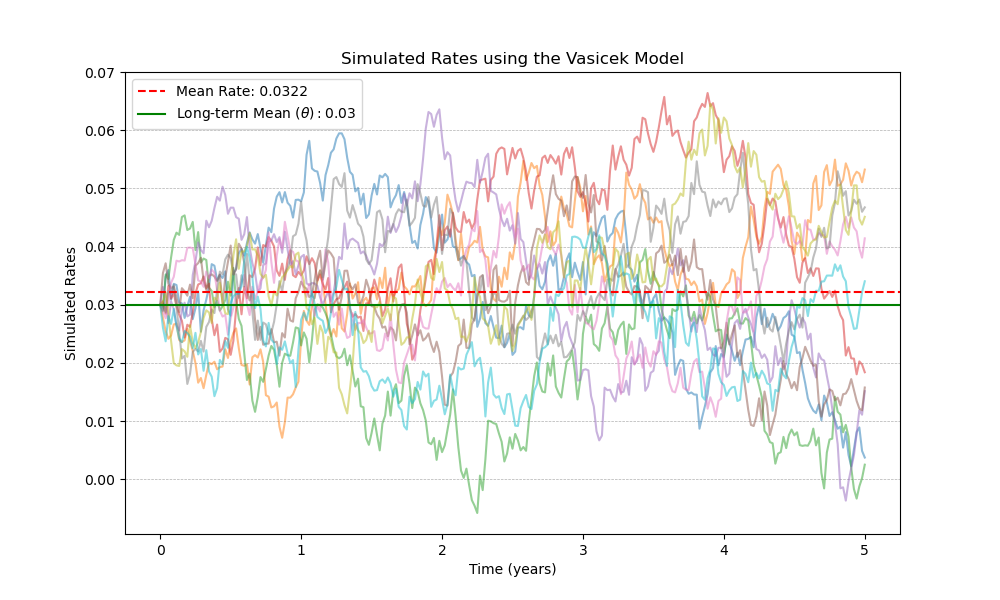 Simulated Rates using the Vasicek Model
Mean Rate: 0.0322
Long-term Mean (θ): 0.03
0.07
0.06
0.05
0.04
0.03
0.02
0.01
0.00
Simulated Rates
0 1 2 3 4 5
Time (years)